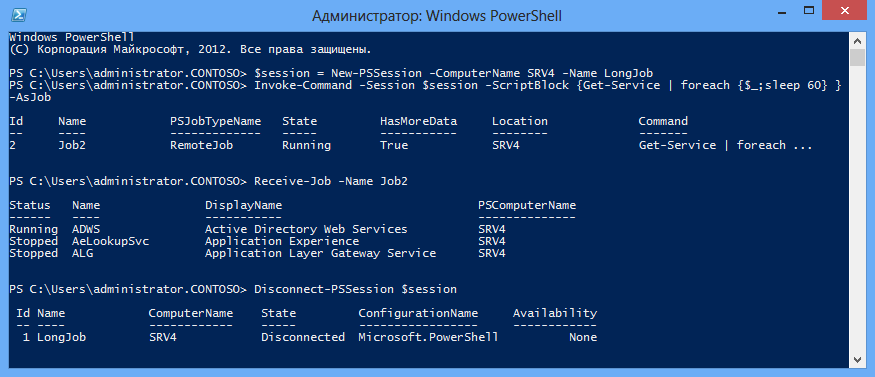 Администратор: Windows PowerShell
Windows PowerShell
(C) Корпорация Майкрософт, 2012. Все права защищены.
PS C:\Users\administrator.CONTOSO> $session = New-PSSession -ComputerName SRV4 -Name LongJob
PS C:\Users\administrator.CONTOSO> Invoke-Command -Session $session -ScriptBlock {Get-Service | foreach {$_;sleep 60} }
-AsJob
Id Name PSJobTypeName State HasMoreData Location Command
-- ---- ------------- ----- ----------- -------- -------
2 Job2 RemoteJob Running True SRV4 Get-Service | foreach ...
PS C:\Users\administrator.CONTOSO> Receive-Job -Name Job2
Status Name DisplayName PSComputerName
------ ---- ----------- --------------
Running ADWS Active Directory Web Services SRV4
Stopped AeLookupSvc Application Experience SRV4
Stopped ALG Application Layer Gateway Service SRV4
PS C:\Users\administrator.CONTOSO> Disconnect-PSSession $session
Id Name ComputerName State ConfigurationName Availability
-- ---- ------------ ----- ----------------- ------------
1 LongJob SRV4 Disconnected Microsoft.PowerShell None